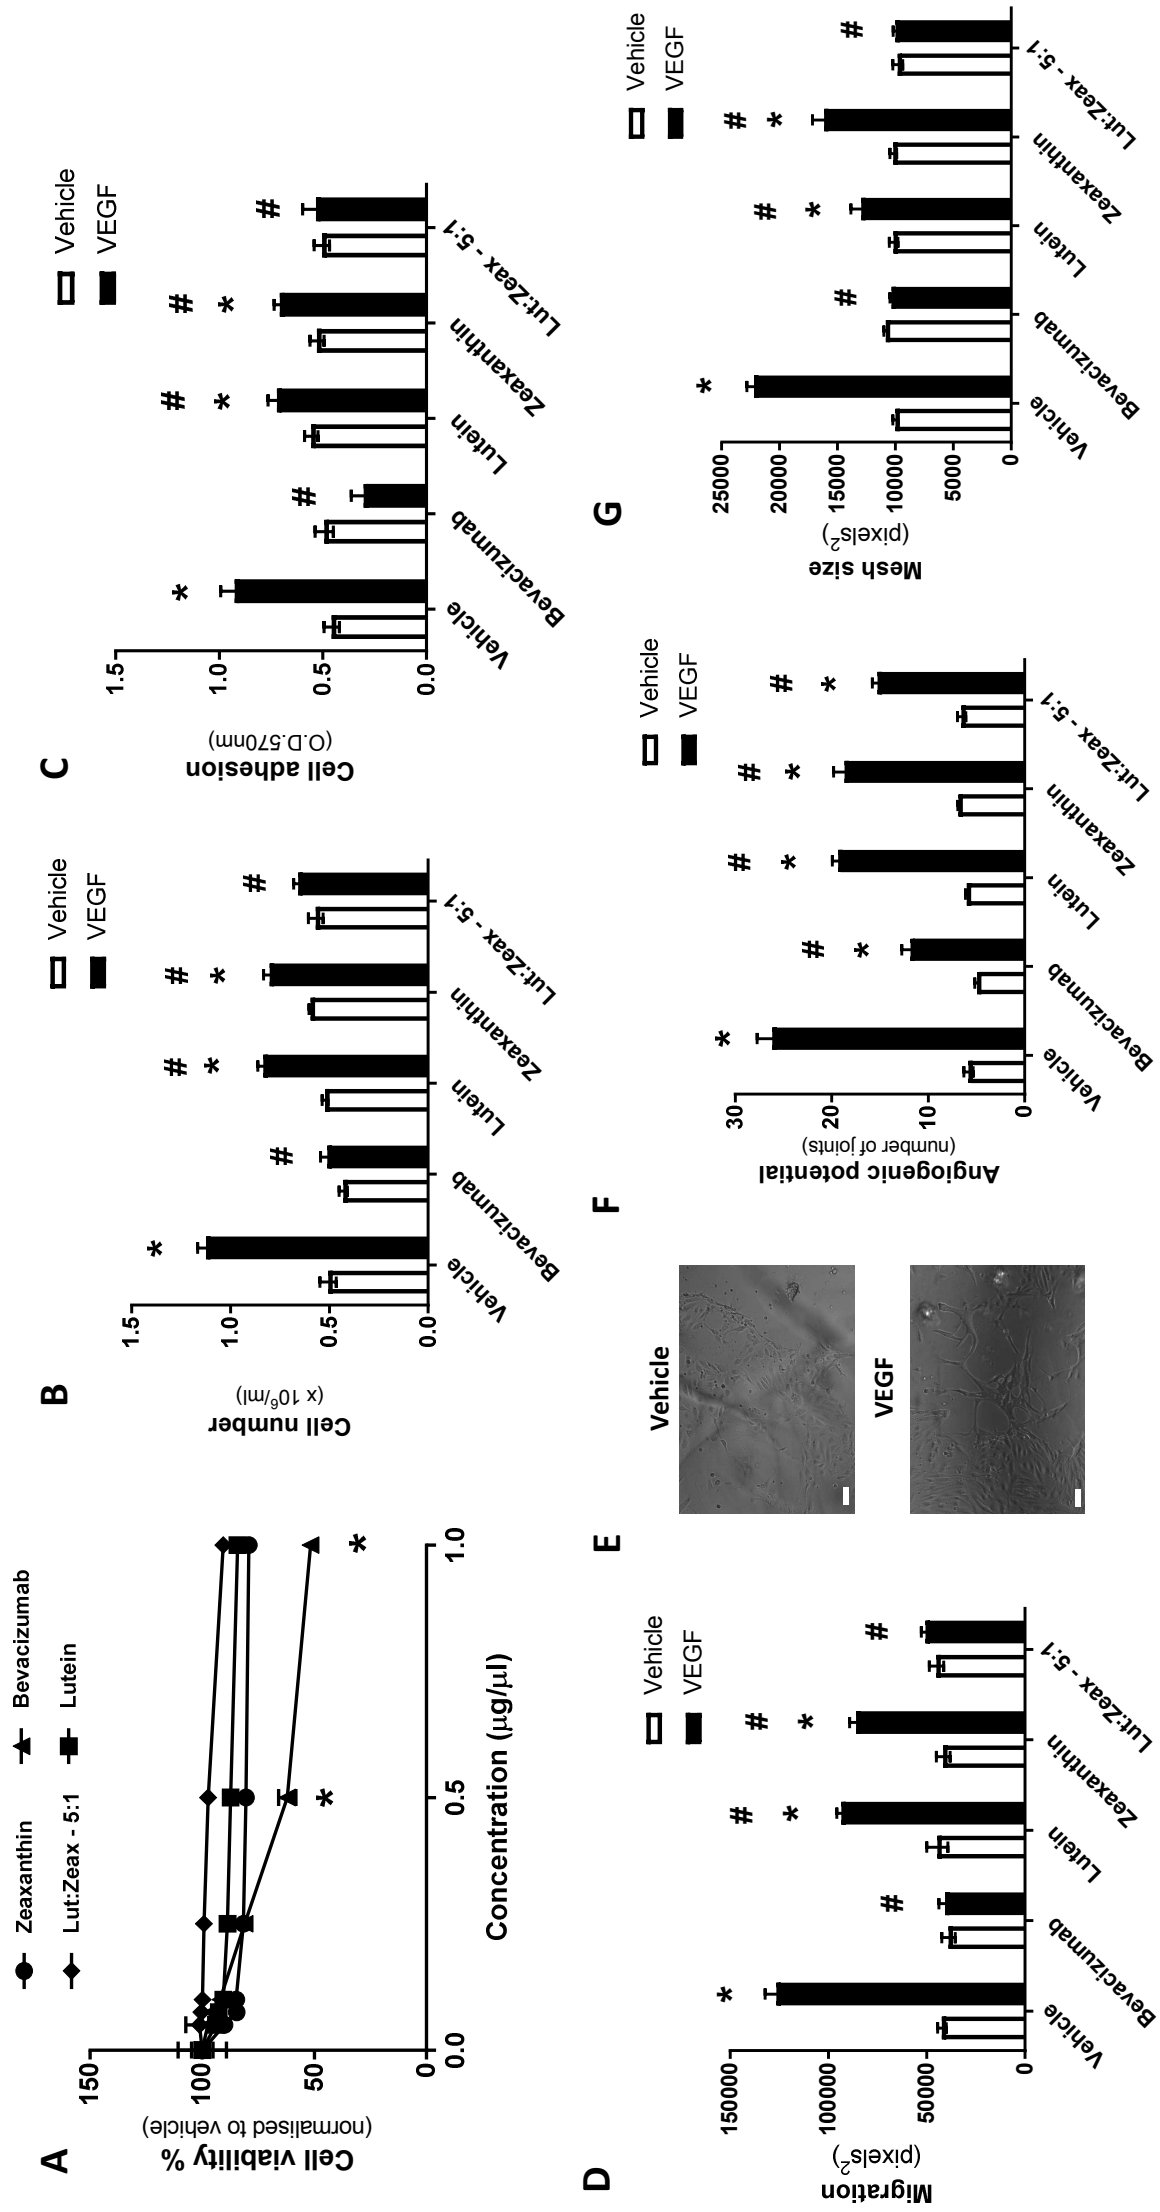 A
Zeaxanthin
Bevacizumab
Lut:Zeax - 5:1
Lutein
Cell viability %
(normalised to vehicle)
150
100
50
0
0.0
0.5
1.0
*
*
Concentration (µg/µl)
B
Vehicle
VEGF
Cell number
(x 10⁶/ml)
1.5
1.0
0.5
0.0
*
#
#
*
#
*
#
Vehicle
Bevacizumab
Lutein
Zeaxanthin
Lut:Zeax - 5:1
C
Vehicle
VEGF
Cell adhesion
(O.D.570nm)
1.5
1.0
0.5
0.0
*
#
#
*
#
*
#
Vehicle
Bevacizumab
Lutein
Zeaxanthin
Lut:Zeax - 5:1
D
Vehicle
VEGF
Migration
(pixels²)
150000
100000
50000
0
*
#
#
*
#
*
#
Vehicle
Bevacizumab
Lutein
Zeaxanthin
Lut:Zeax - 5:1
E
Vehicle
VEGF
F
Vehicle
VEGF
Angiogenic potential
(number of joints)
30
20
10
0
*
#
*
#
*
#
*
#
*
Vehicle
Bevacizumab
Lutein
Zeaxanthin
Lut:Zeax - 5:1
G
Vehicle
VEGF
Mesh size
(pixels²)
25000
20000
15000
10000
5000
0
*
#
#
*
#
*
#
Vehicle
Bevacizumab
Lutein
Zeaxanthin
Lut:Zeax - 5:1